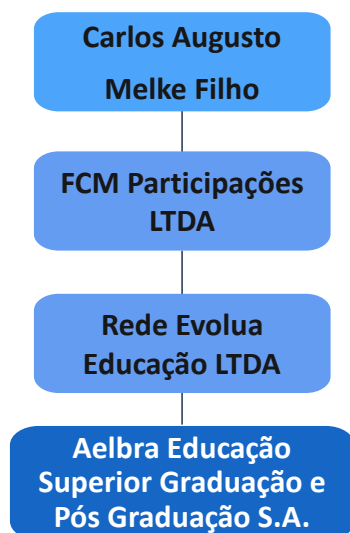 Carlos Augusto
Melke Filho
FCM Participações
LTDA
Rede Evolua
Educação LTDA
Aelbra Educação
Superior Graduação e
Pós Graduação S.A.